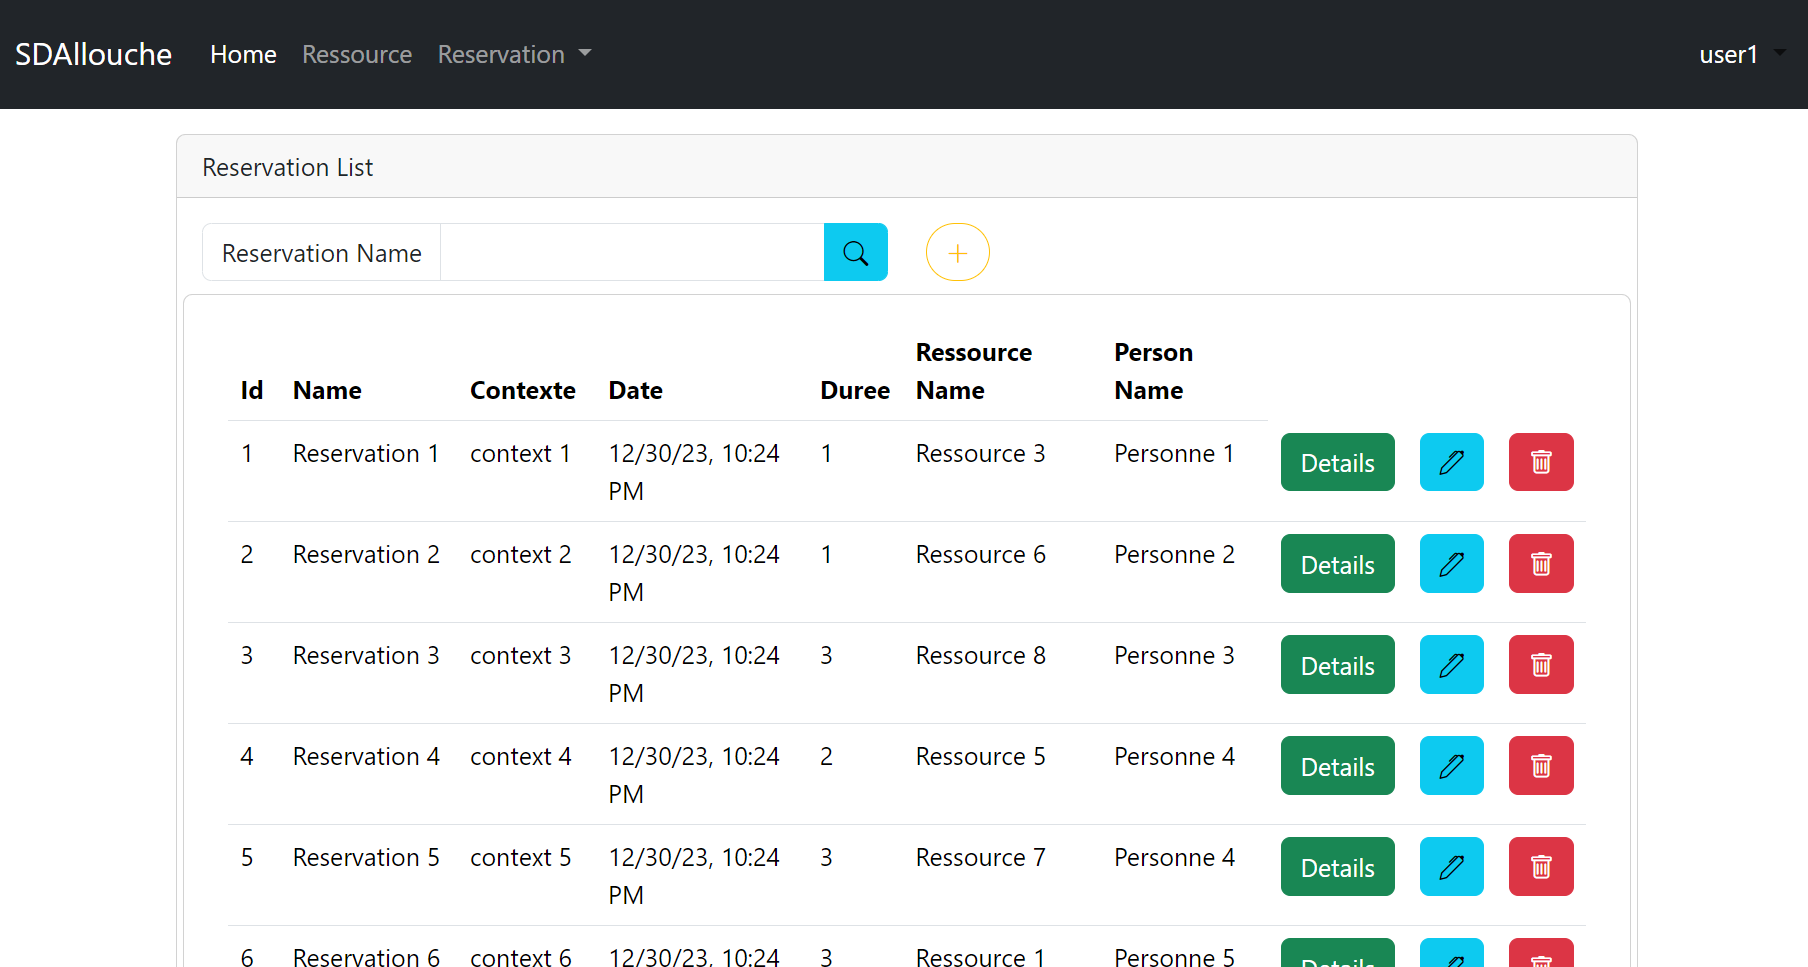 SDAllouche Home Ressource Reservation user1
Reservation List
Reservation Name
Ressource Person
Id Name Contexte Date Duree Name Name
1 Reservation 1 context 1 12/30/23, 10:24 1 Ressource 3 Personne 1 Details
PM
2 Reservation 2 context 2 12/30/23, 10:24 1 Ressource 6 Personne 2 Details
PM
3 Reservation 3 context 3 12/30/23, 10:24 3 Ressource 8 Personne 3 Details
PM
4 Reservation 4 context 4 12/30/23, 10:24 2 Ressource 5 Personne 4 Details
PM
5 Reservation 5 context 5 12/30/23, 10:24 3 Ressource 7 Personne 4 Details
PM
6 Reservation 6 context 6 12/30/23, 10:24 3 Ressource 1 Personne 5 Details